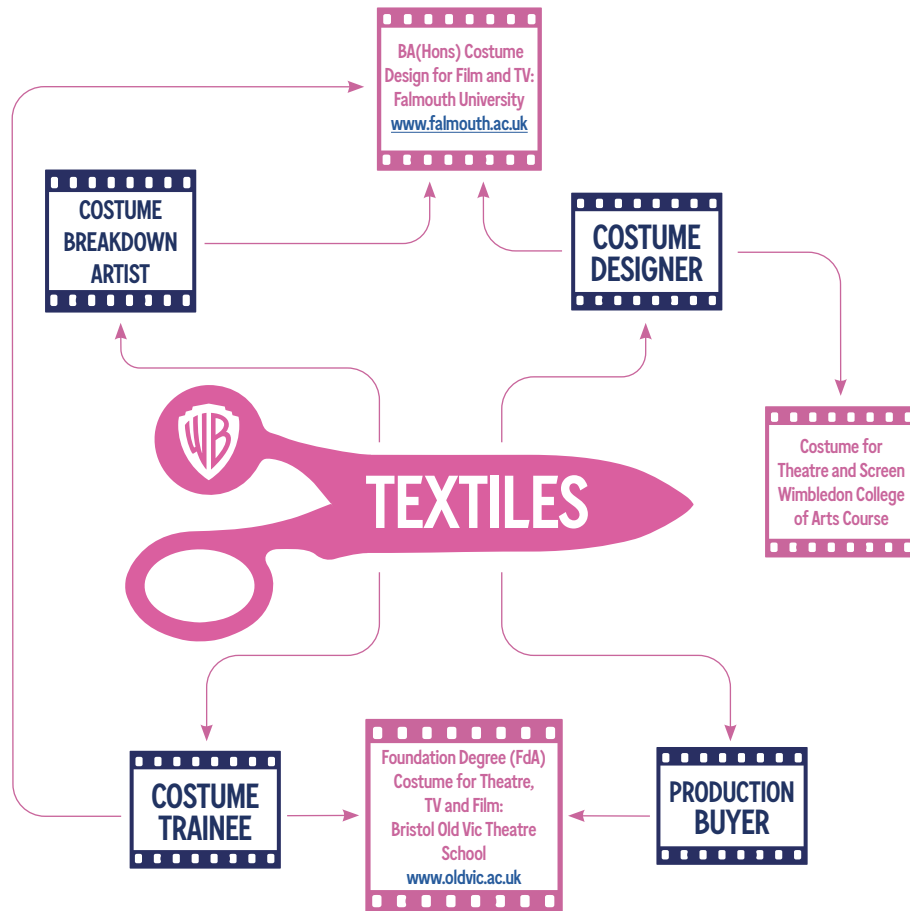 BA(Hons) Costume
Design for Film and TV:
Falmouth University
www.falmouth.ac.uk
COSTUME
BREAKDOWN
ARTIST
COSTUME
DESIGNER
WB
TEXTILES
Costume for
Theatre and Screen
Wimbledon College
of Arts Course
COSTUME
TRAINEE
Foundation Degree (FdA)
Costume for Theatre,
TV and Film:
Bristol Old Vic Theatre
School
www.oldvic.ac.uk
PRODUCTION
BUYER